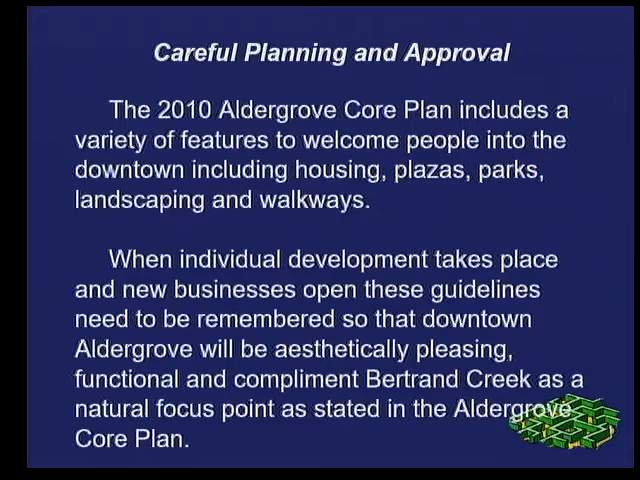 Careful Planning and Approval
The 2010 Aldergrove Core Plan includes a
variety of features to welcome people into the
downtown including housing, plazas, parks,
landscaping and walkways.
When individual development takes place
and new businesses open these guidelines
need to be remembered so that downtown
Aldergrove will be aesthetically pleasing,
functional and compliment Bertrand Creek as a
natural focus point as stated in the Aldergrove
Core Plan.